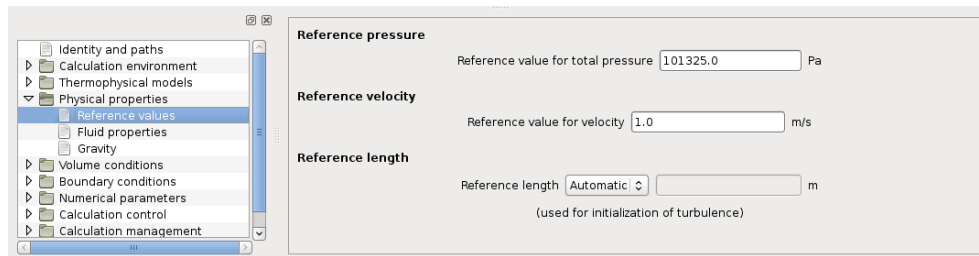 Identity and paths
Calculation environment
Thermophysical models
Physical properties
Reference values
Fluid properties
Gravity
Volume conditions
Boundary conditions
Numerical parameters
Calculation control
Calculation management
Reference pressure
Reference value for total pressure 101325.0 Pa
Reference velocity
Reference value for velocity 1.0 m/s
Reference length
Reference length Automatic m
(used for initialization of turbulence)